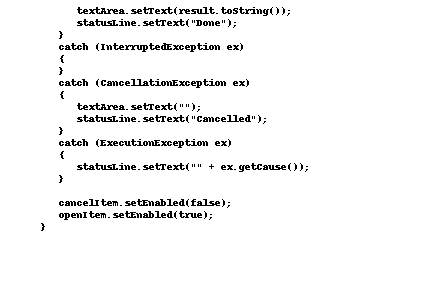 textArea.setText(result.toString());
statusLine.setText("Done");
}
catch (InterruptedException ex)
{
}
catch (CancellationException ex)
{
textArea.setText("");
statusLine.setText("Cancelled");
}
catch (ExecutionException ex)
{
statusLine.setText("" + ex.getCause());
}
cancelItem.setEnabled(false);
openItem.setEnabled(true);
}